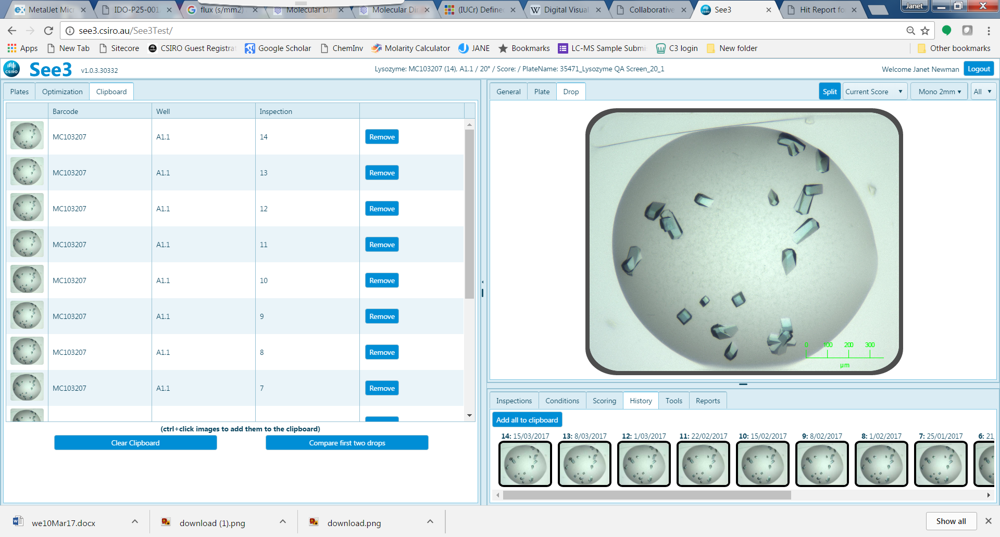 MetalJet Micr
IDO-P25-001
flux (s/mm2)
Molecular Di
Molecular Di
(IUCr) Define
Digital Visual
Collaborative
See3
Hit Report fo
Janet
see3.csiro.au/See3Test/
Apps
New Tab
Sitecore
CSIRO Guest Registra
Google Scholar
ChemInv
Molarity Calculator
JANE
Bookmarks
LC-MS Sample Submi
C3 login
New folder
Other bookmarks
CSIRO
See3 v1.0.3.30332
Lysozyme: MC103207 (14), A1.1 / 20° / Score: / PlateName: 35471_Lysozyme QA Screen_20_1
Welcome Janet Newman
Logout
Plates Optimization Clipboard
Barcode Well Inspection
MC103207 A1.1 14 Remove
MC103207 A1.1 13 Remove
MC103207 A1.1 12 Remove
MC103207 A1.1 11 Remove
MC103207 A1.1 10 Remove
MC103207 A1.1 9 Remove
MC103207 A1.1 8 Remove
MC103207 A1.1 7 Remove
(ctrl+click images to add them to the clipboard)
Clear Clipboard
Compare first two drops
General Plate Drop
Split
Current Score
Mono 2mm
All
0 100 200 300
µm
Inspections Conditions Scoring History Tools Reports
Add all to clipboard
14: 15/03/2017
13: 8/03/2017
12: 1/03/2017
11: 22/02/2017
10: 15/02/2017
9: 8/02/2017
8: 1/02/2017
7: 25/01/2017
6: 21/
we10Mar17.docx
download (1).png
download.png
Show all